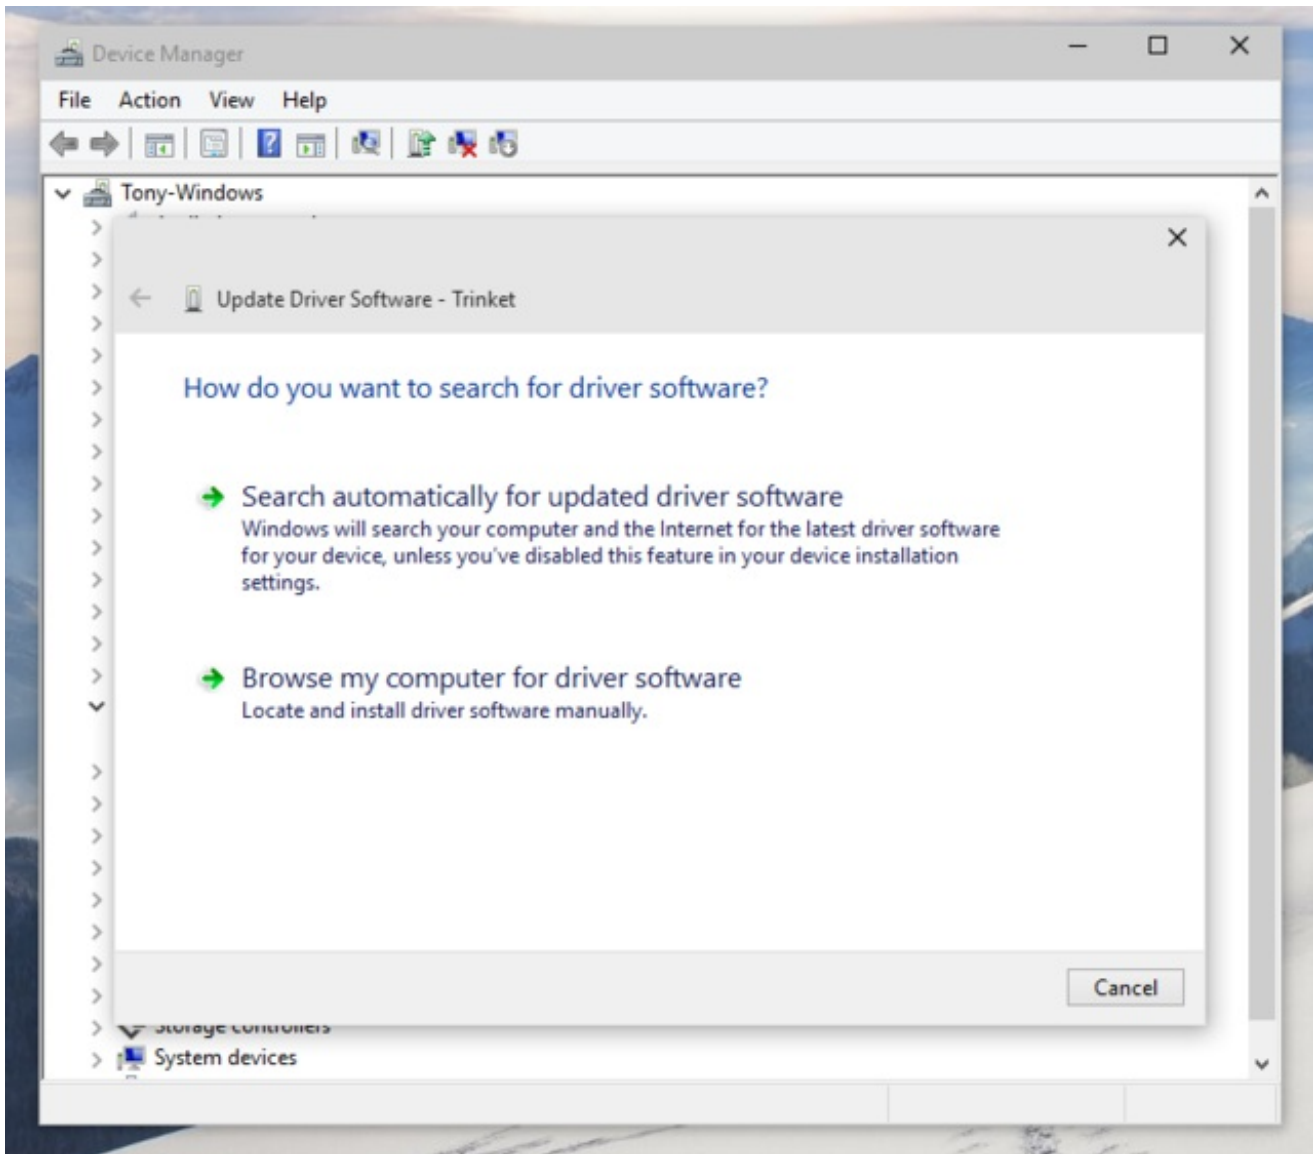 Device Manager
File Action View Help
Tony-Windows
Update Driver Software - Trinket
How do you want to search for driver software?
Search automatically for updated driver software
Windows will search your computer and the Internet for the latest driver software
for your device, unless you've disabled this feature in your device installation
settings.
Browse my computer for driver software
Locate and install driver software manually.
Cancel
Storage controllers
System devices